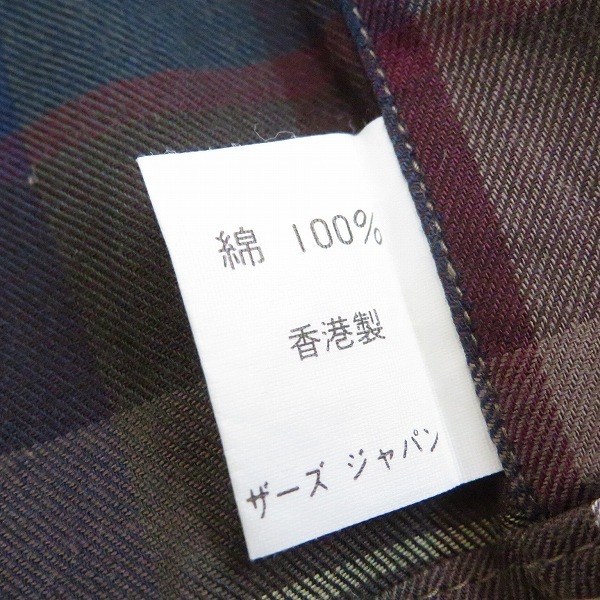 綿 100%
香港製
ザーズ ジャパン